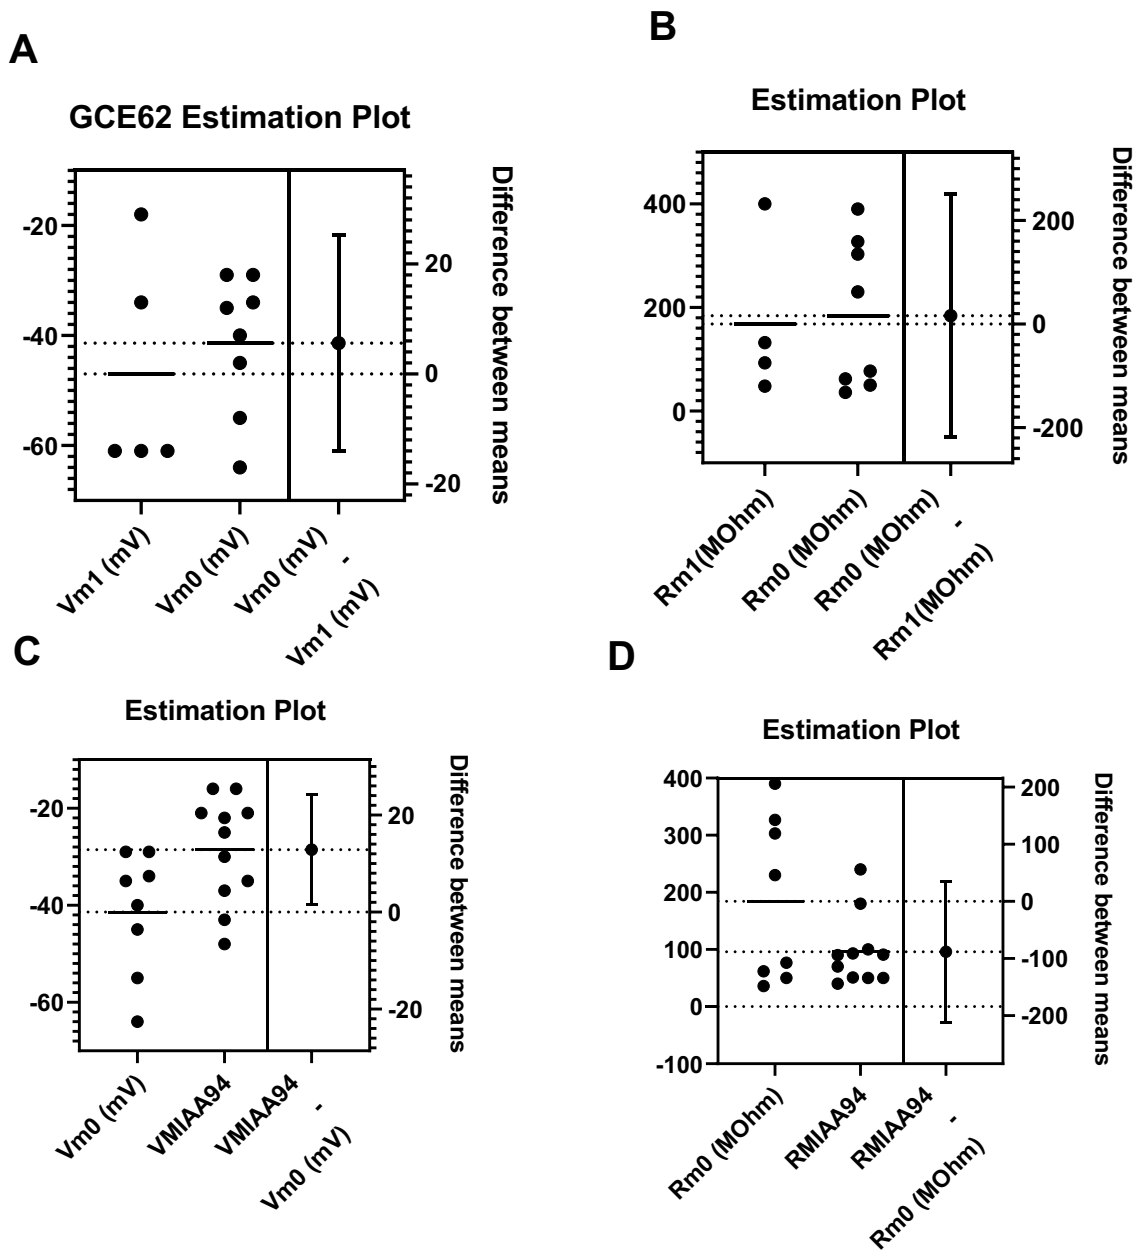 A
GCE62 Estimation Plot
-20
-40
-60
20
0
-20
Difference between means
Vm1 (mV)
Vm0 (mV)
Vm0 (mV)
-
Vm1 (mV)
B
Estimation Plot
400
200
0
200
0
-200
Difference between means
Rm1(MOhm)
Rm0 (MOhm)
Rm0 (MOhm)
-
Rm1(MOhm)
C
Estimation Plot
-20
-40
-60
20
0
-20
Difference between means
Vm0 (mV)
VMIAA94
VMIAA94
-
Vm0 (mV)
D
Estimation Plot
400
300
200
100
0
-100
200
100
0
-100
-200
Difference between means
Rm0 (MOhm)
RMIAA94
RMIAA94
-
Rm0 (MOhm)